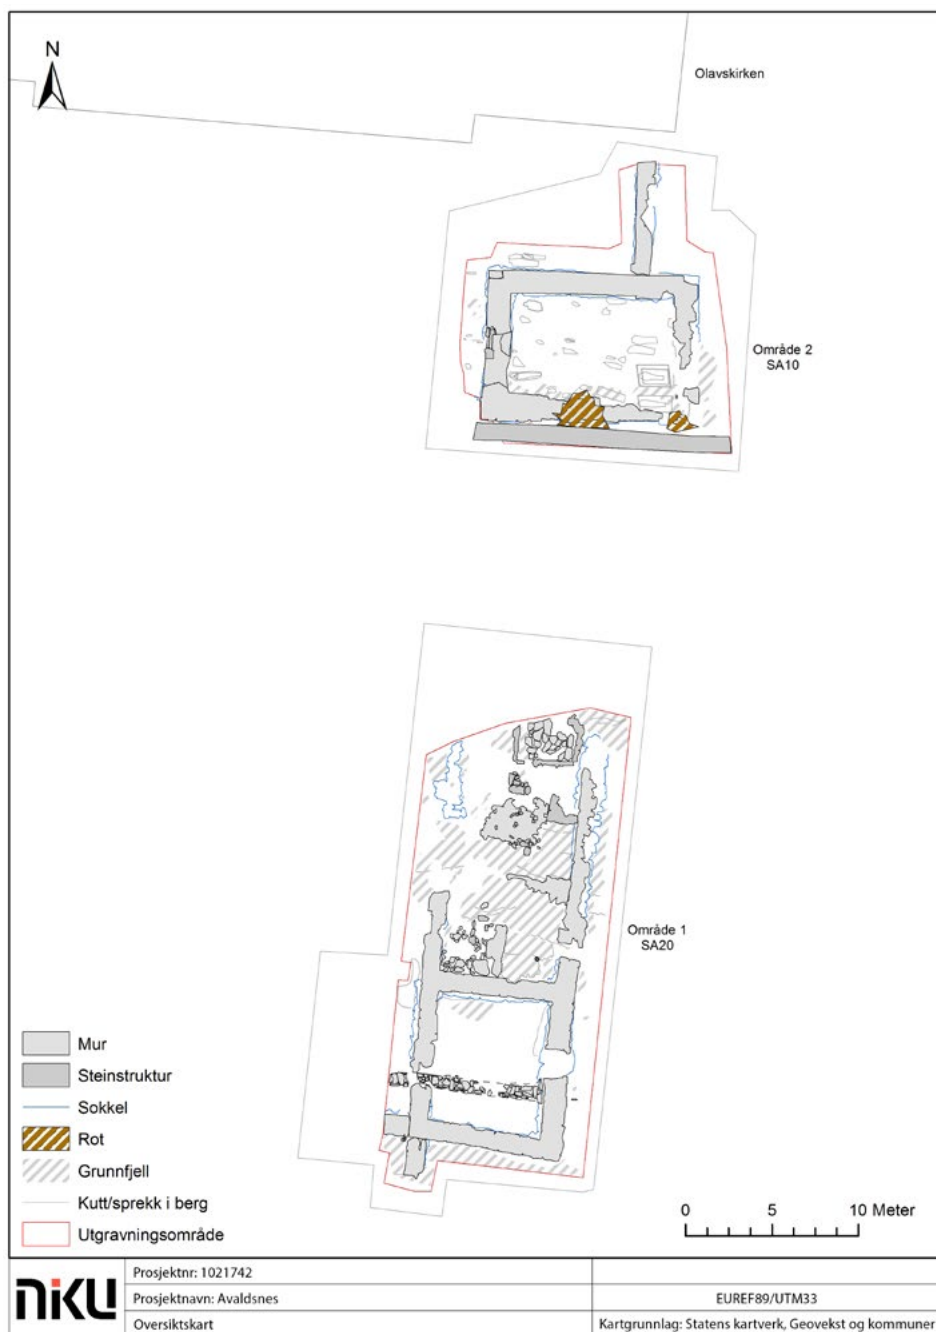 N
Olavskirken
Område 2
SA10
Område 1
SA20
Mur
Steinstruktur
Sokkel
Rot
Grunnfjell
Kutt/sprekk i berg
Utgravningsområde
0 5 10 Meter
niku
Prosjektnr: 1021742
Prosjektnavn: Avaldsnes
EUREF89/UTM33
Oversiktskart
Kartgrunnlag: Statens kartverk, Geovekst og kommuner